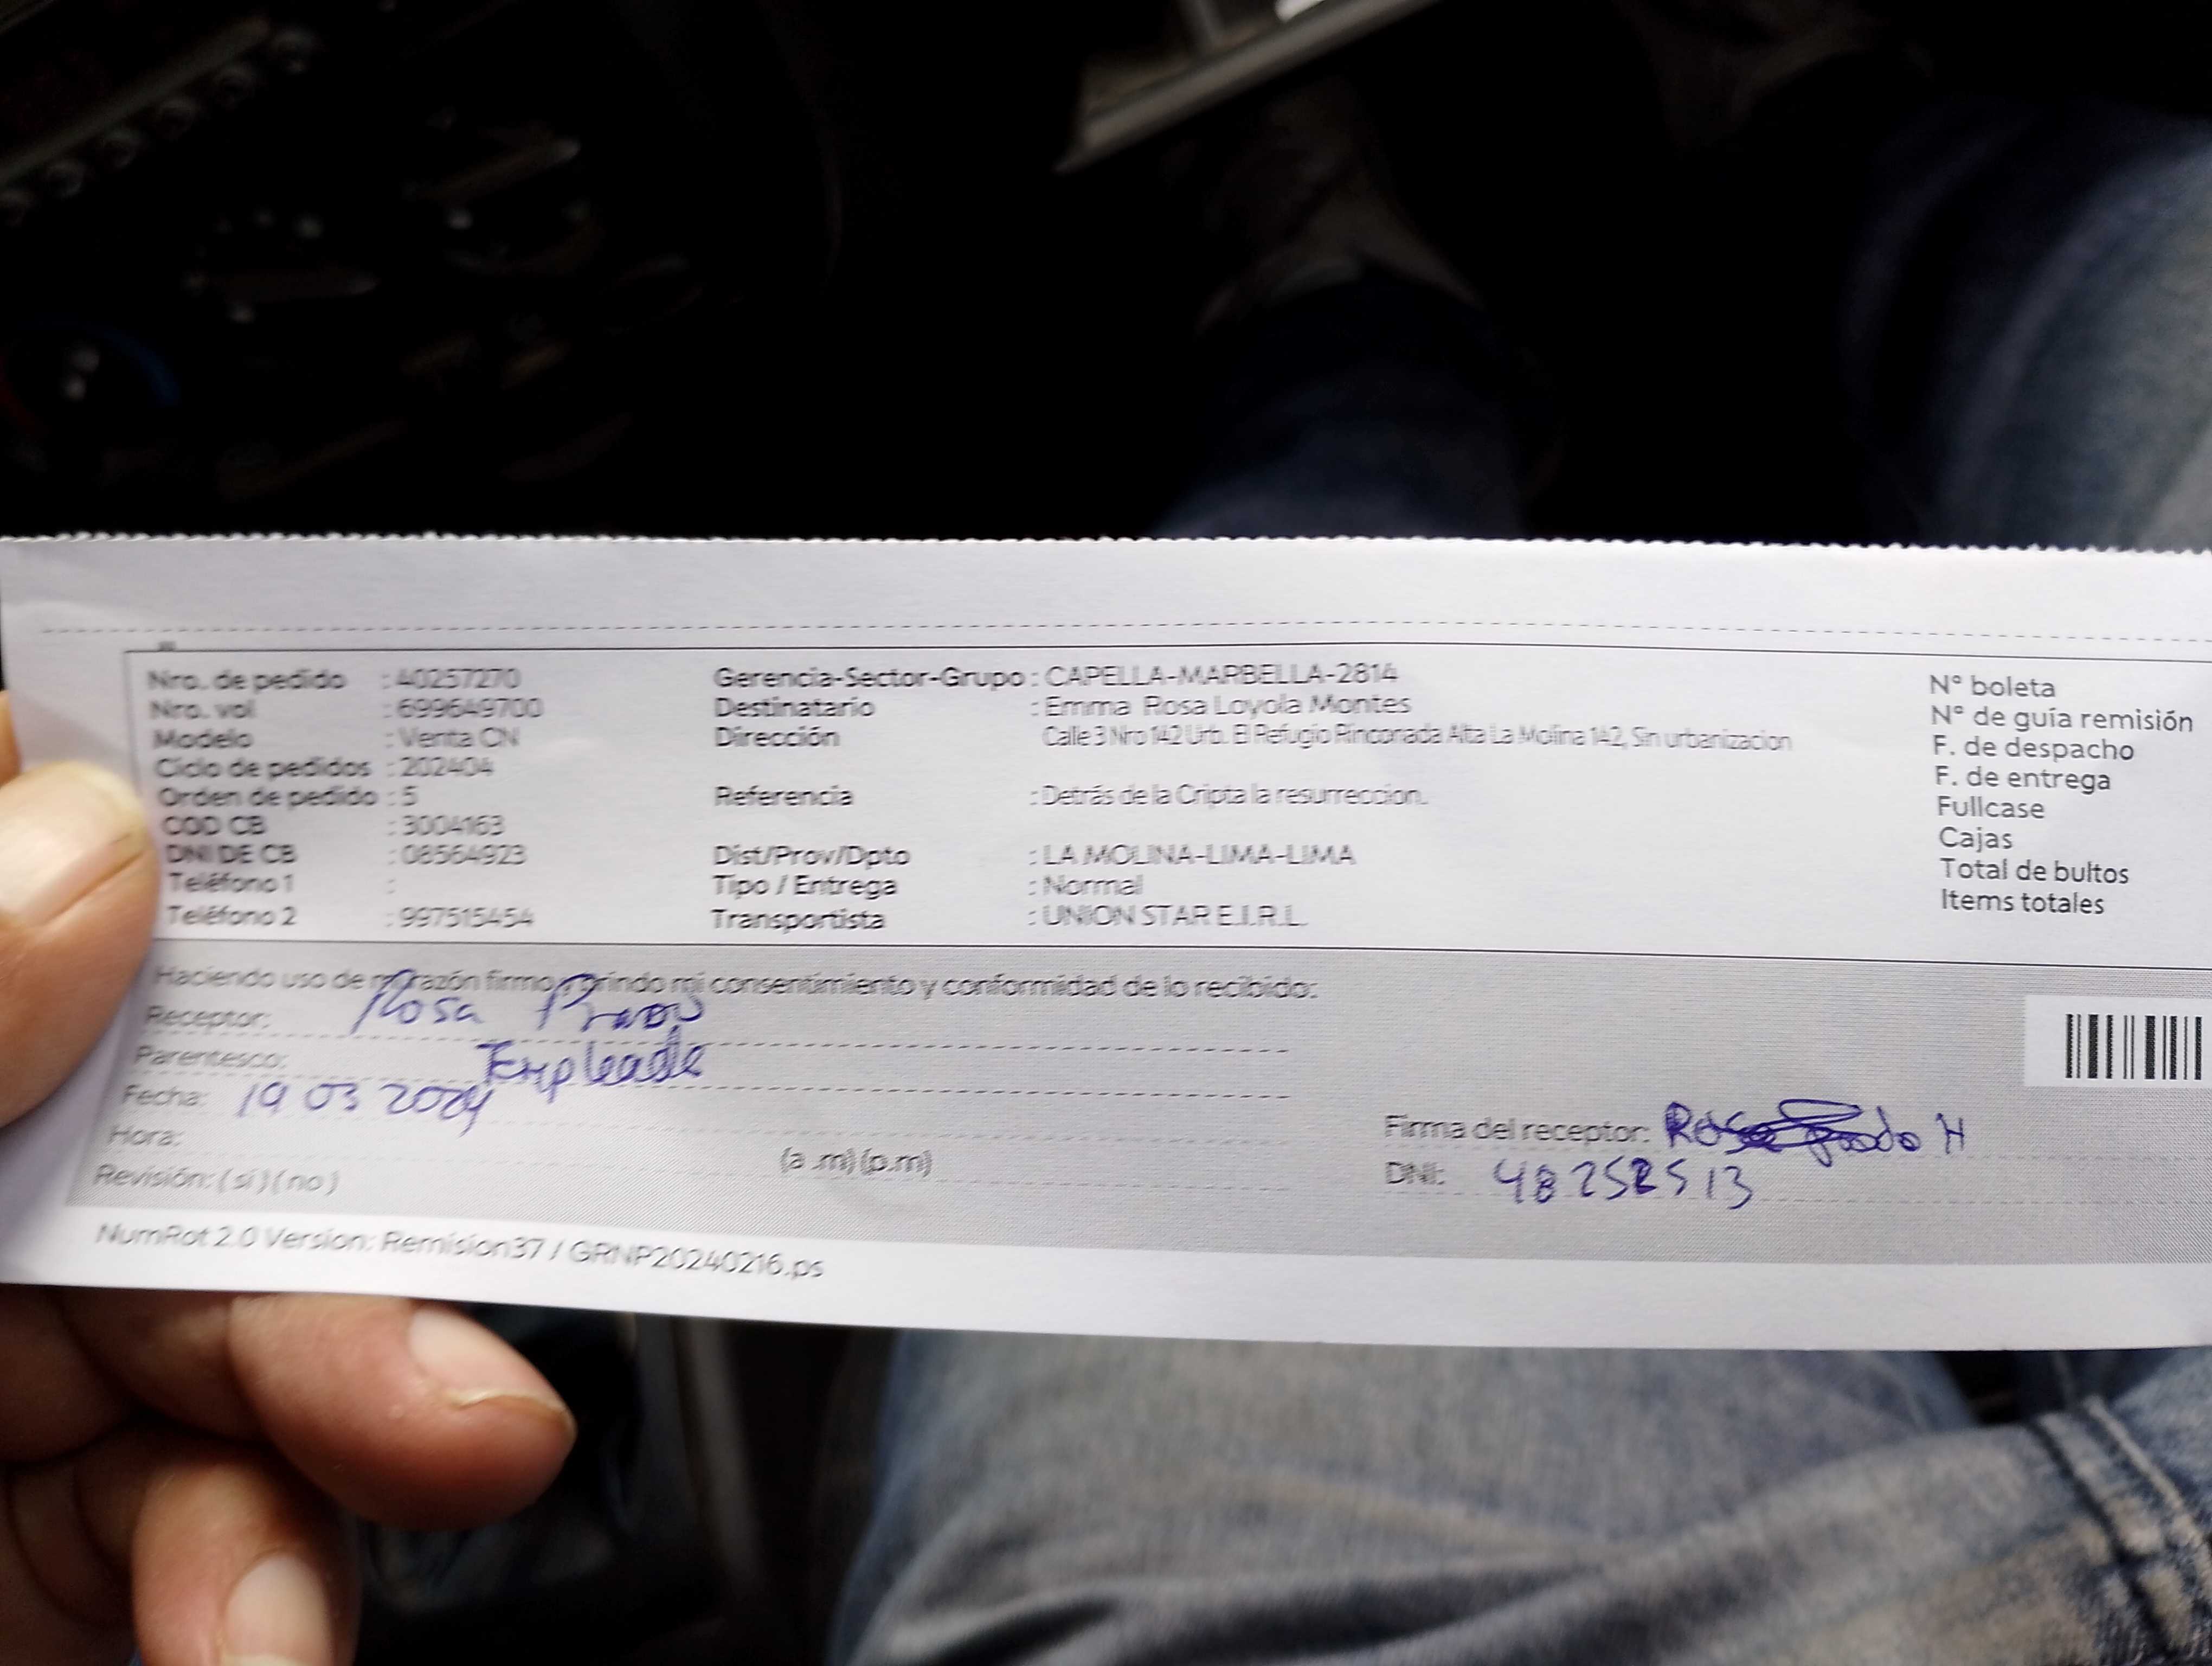 Nro. de pedido : 40257270 Gerencia-Sector-Grupo : CAPELLA-MARBELLA-2814 N° boleta
Nro. vol : 699649700 Destinatario : Emma Rosa Loyola Montes N° de guía remisión
Modelo : Venta CN Dirección Calle 3 Nro 142 Urb. El Refugio Rinconada Alta La Molina 142, Sin urbanizacion F. de despacho
Ciclo de pedidos : 202404 F. de entrega
Orden de pedido : 5 Referencia : Detrás de la Cripta la resurreccion. Fullcase
COD CB : 3004163 Cajas
DNI DE CB : 08564923 Dist/Prov/Dpto : LA MOLINA-LIMA-LIMA Total de bultos
Teléfono 1 : Tipo / Entrega : Normal Items totales
Teléfono 2 : 997515454 Transportista : UNION STAR E.I.R.L.
Haciendo uso de mi razón firmo y brindo mi consentimiento y conformidad de lo recibido:
Receptor: Rosa
Parentesco: Empleada
Fecha: 19 03 2024
Firma del receptor: Rosa Prado H
Hora: (a.m)(p.m)
DNI:
Revisión: (si)(no)
NumRot 2.0 Version: Remision37 / GRNP20240216.ps